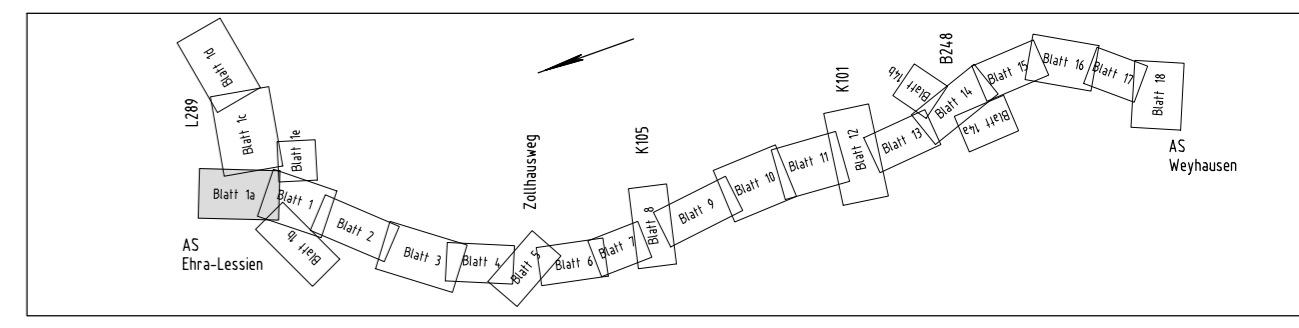 Blatt 1d
L289
Blatt 1c
Blatt 1e
Blatt 1a
Blatt 1
Blatt 1b
AS
Ehra-Lessien
Blatt 2
Blatt 3
Blatt 4
Zollhausweg
Blatt 5
Blatt 6
Blatt 7
K105
Blatt 8
Blatt 9
Blatt 10
Blatt 11
K101
Blatt 12
Blatt 13
B248
Blatt 14b
Blatt 14
Blatt 14a
Blatt 15
Blatt 16
Blatt 17
Blatt 18
AS
Weyhausen